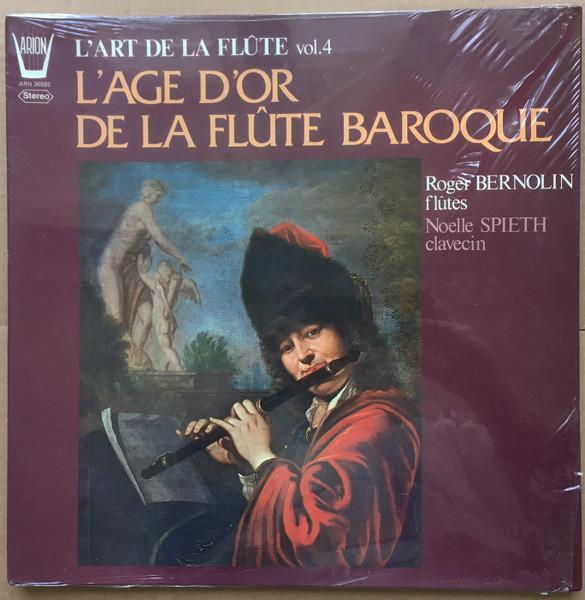 ARION
ARN 36592
Stereo
L'ART DE LA FLÛTE vol.4
L'AGE D'OR
DE LA FLÛTE BAROQUE
Roger BERNOLIN
flûtes
Noelle SPIETH
clavecin